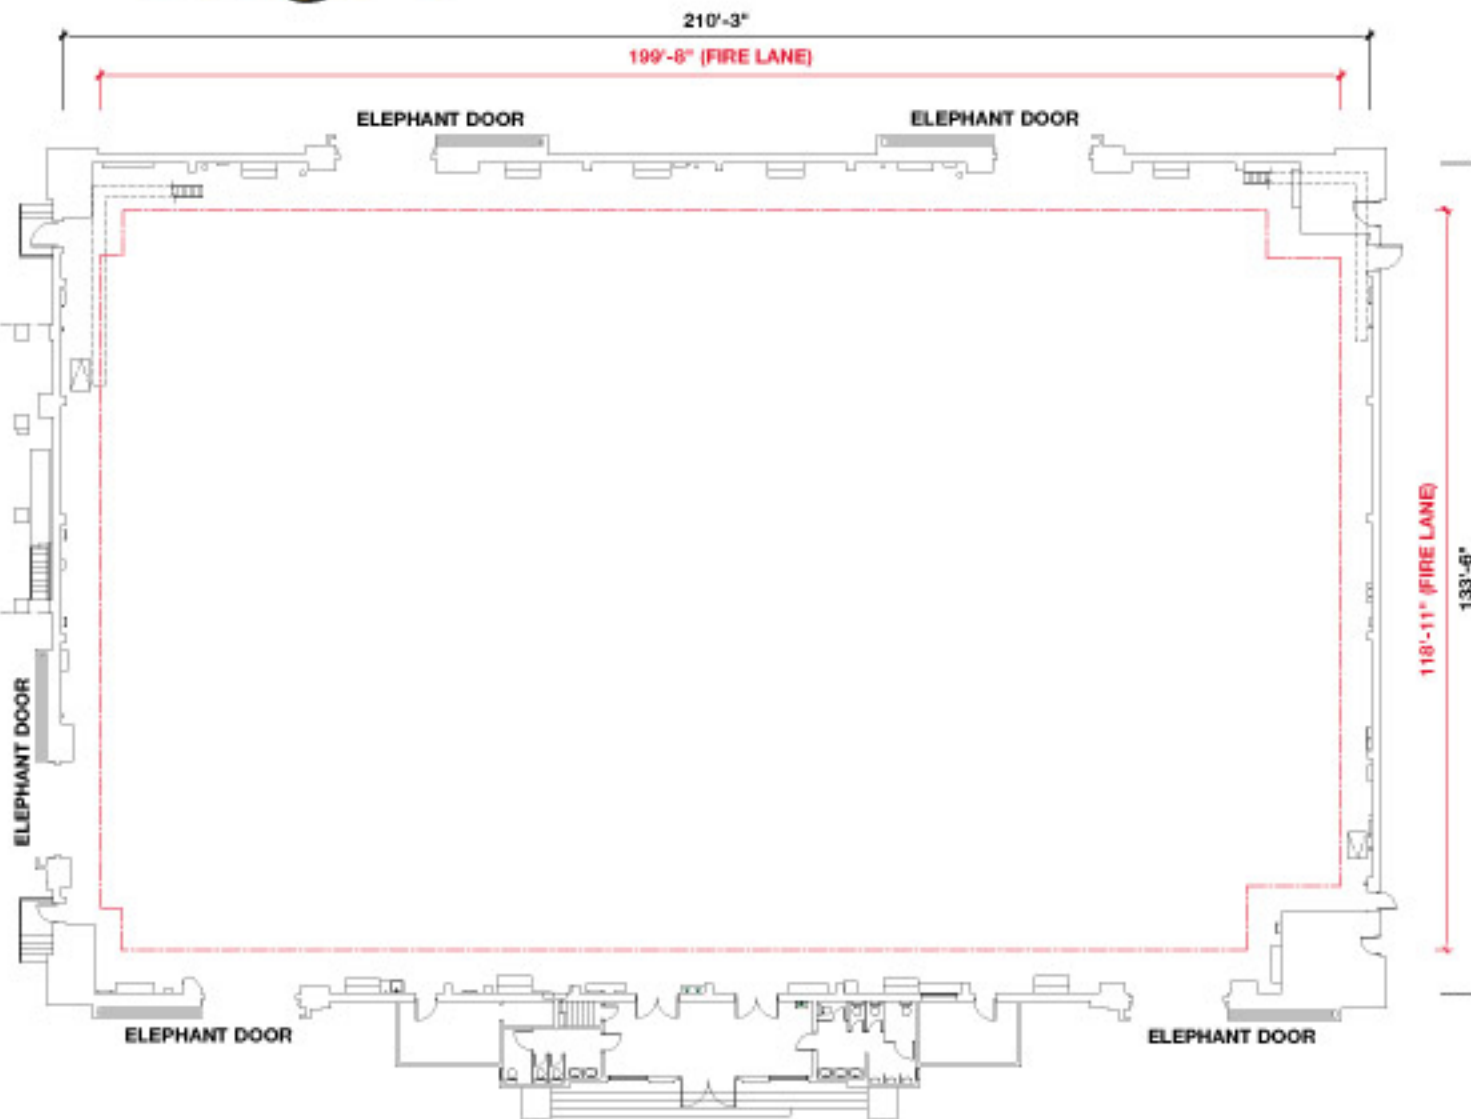 210'-3"
199'-8" (FIRE LANE)
ELEPHANT DOOR
ELEPHANT DOOR
118'-11" (FIRE LANE)
133'-6"
ELEPHANT DOOR
ELEPHANT DOOR
ELEPHANT DOOR